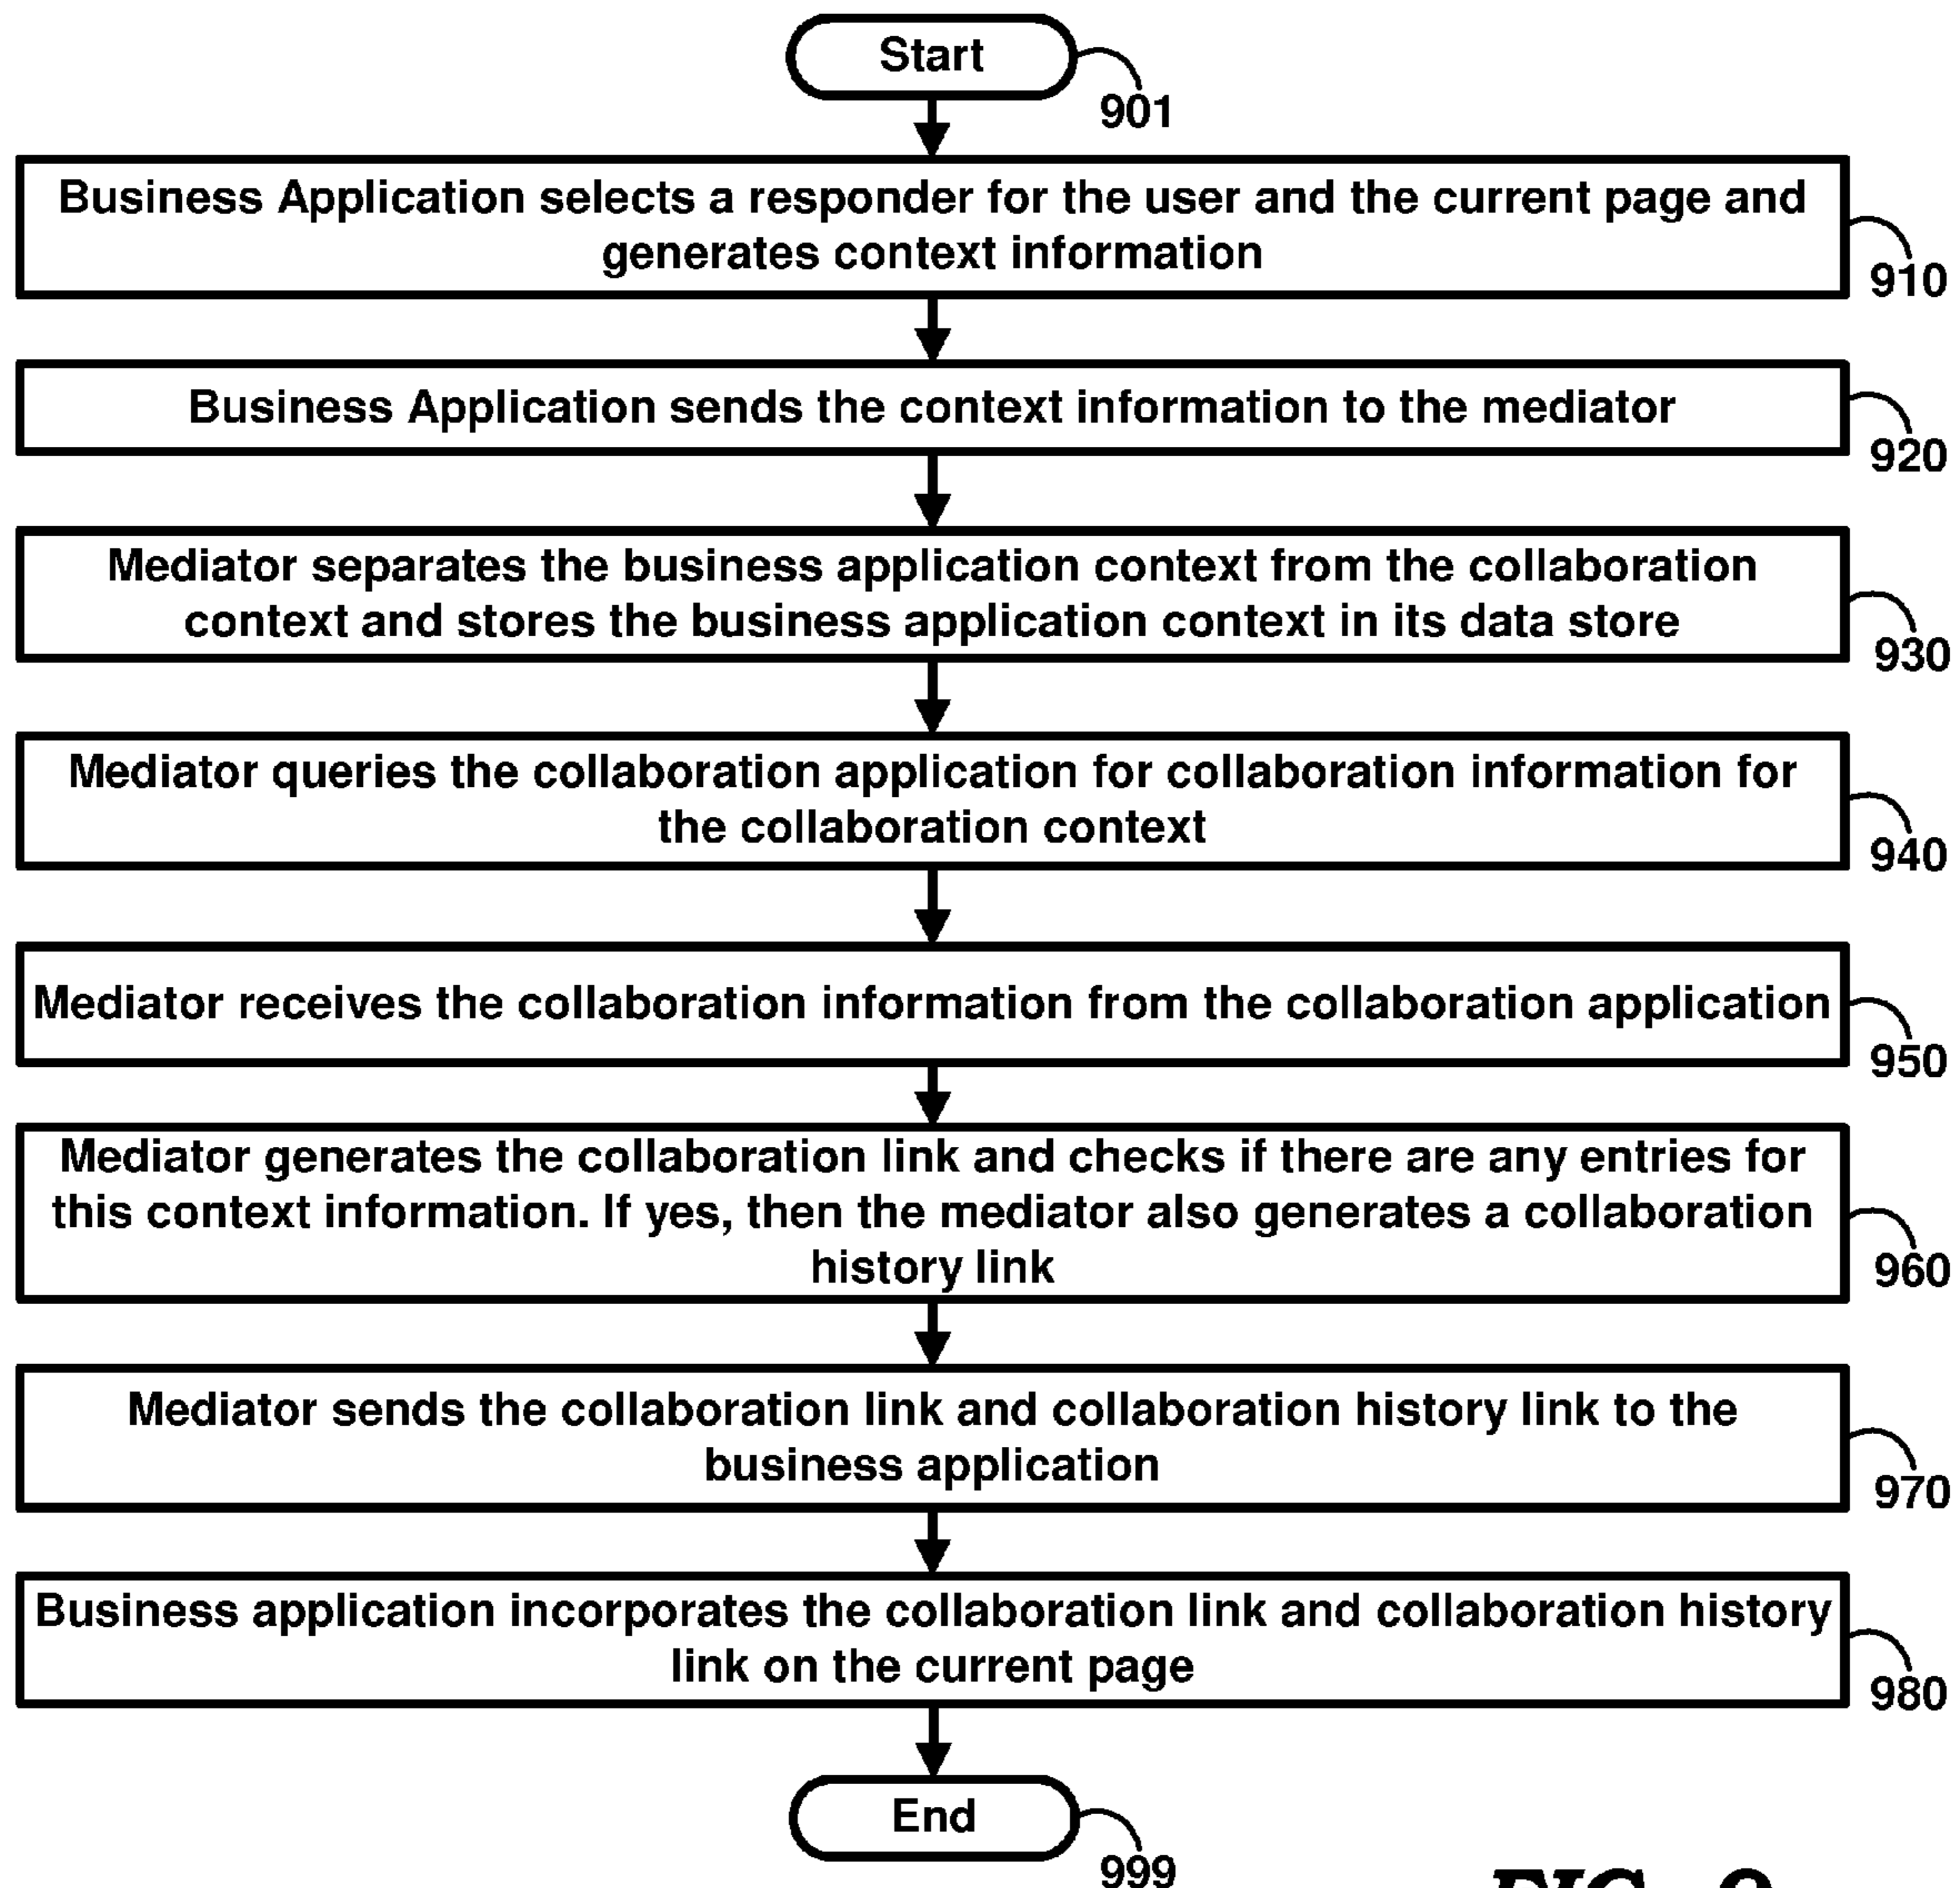 Start
901
Business Application selects a responder for the user and the current page and
generates context information
910
Business Application sends the context information to the mediator
920
Mediator separates the business application context from the collaboration
context and stores the business application context in its data store
930
Mediator queries the collaboration application for collaboration information for
the collaboration context
940
Mediator receives the collaboration information from the collaboration application
950
Mediator generates the collaboration link and checks if there are any entries for
this context information. If yes, then the mediator also generates a collaboration
history link
960
Mediator sends the collaboration link and collaboration history link to the
business application
970
Business application incorporates the collaboration link and collaboration history
link on the current page
980
End
999